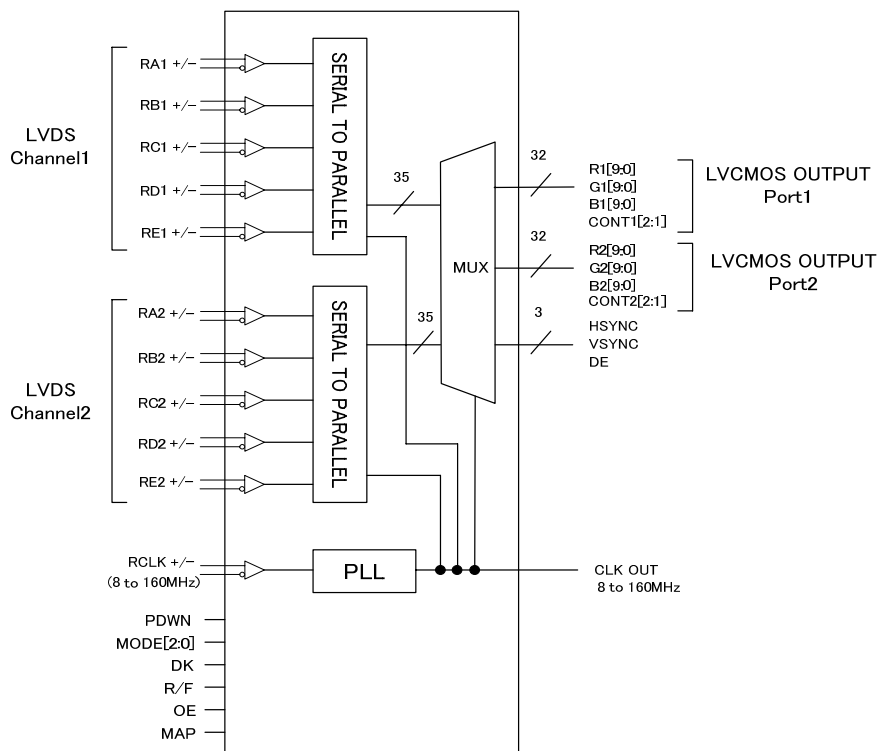 LVDS
Channel1
RA1 +/−
RB1 +/−
RC1 +/−
RD1 +/−
RE1 +/−
SERIAL TO PARALLEL
35
LVDS
Channel2
RA2 +/−
RB2 +/−
RC2 +/−
RD2 +/−
RE2 +/−
SERIAL TO PARALLEL
35
MUX
32
R1[9:0]
G1[9:0]
B1[9:0]
CONT1[2:1]
LVCMOS OUTPUT
Port1
32
R2[9:0]
G2[9:0]
B2[9:0]
CONT2[2:1]
LVCMOS OUTPUT
Port2
3
HSYNC
VSYNC
DE
RCLK +/−
(8 to 160MHz)
PLL
CLK OUT
8 to 160MHz
PDWN
MODE[2:0]
DK
R/F
OE
MAP